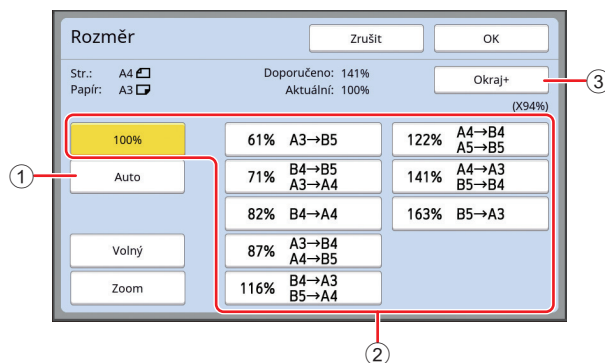 Rozměr
Zrušit
OK
Str.: A4
Papír: A3
Doporučeno: 141%
Aktuální: 100%
Okraj+
(X94%)
100%
Auto
Volný
Zoom
61% A3→B5
71% B4→B5
A3→A4
82% B4→A4
87% A3→B4
A4→B5
116% B4→A3
B5→A4
122% A4→B4
A5→B5
141% A4→A3
B5→B4
163% B5→A3
1
2
3